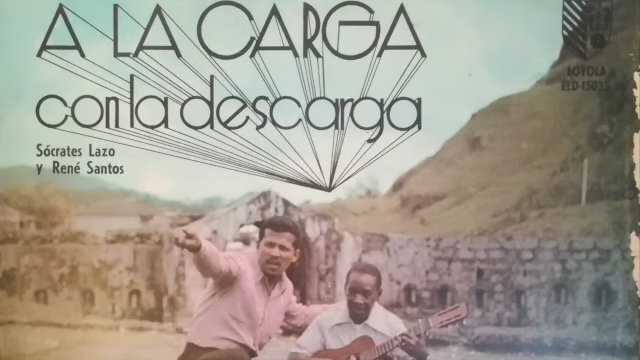 A LA CARGA
con la descarga
Sócrates Lazo
y René Santos
LOYOLA
ELD-15035